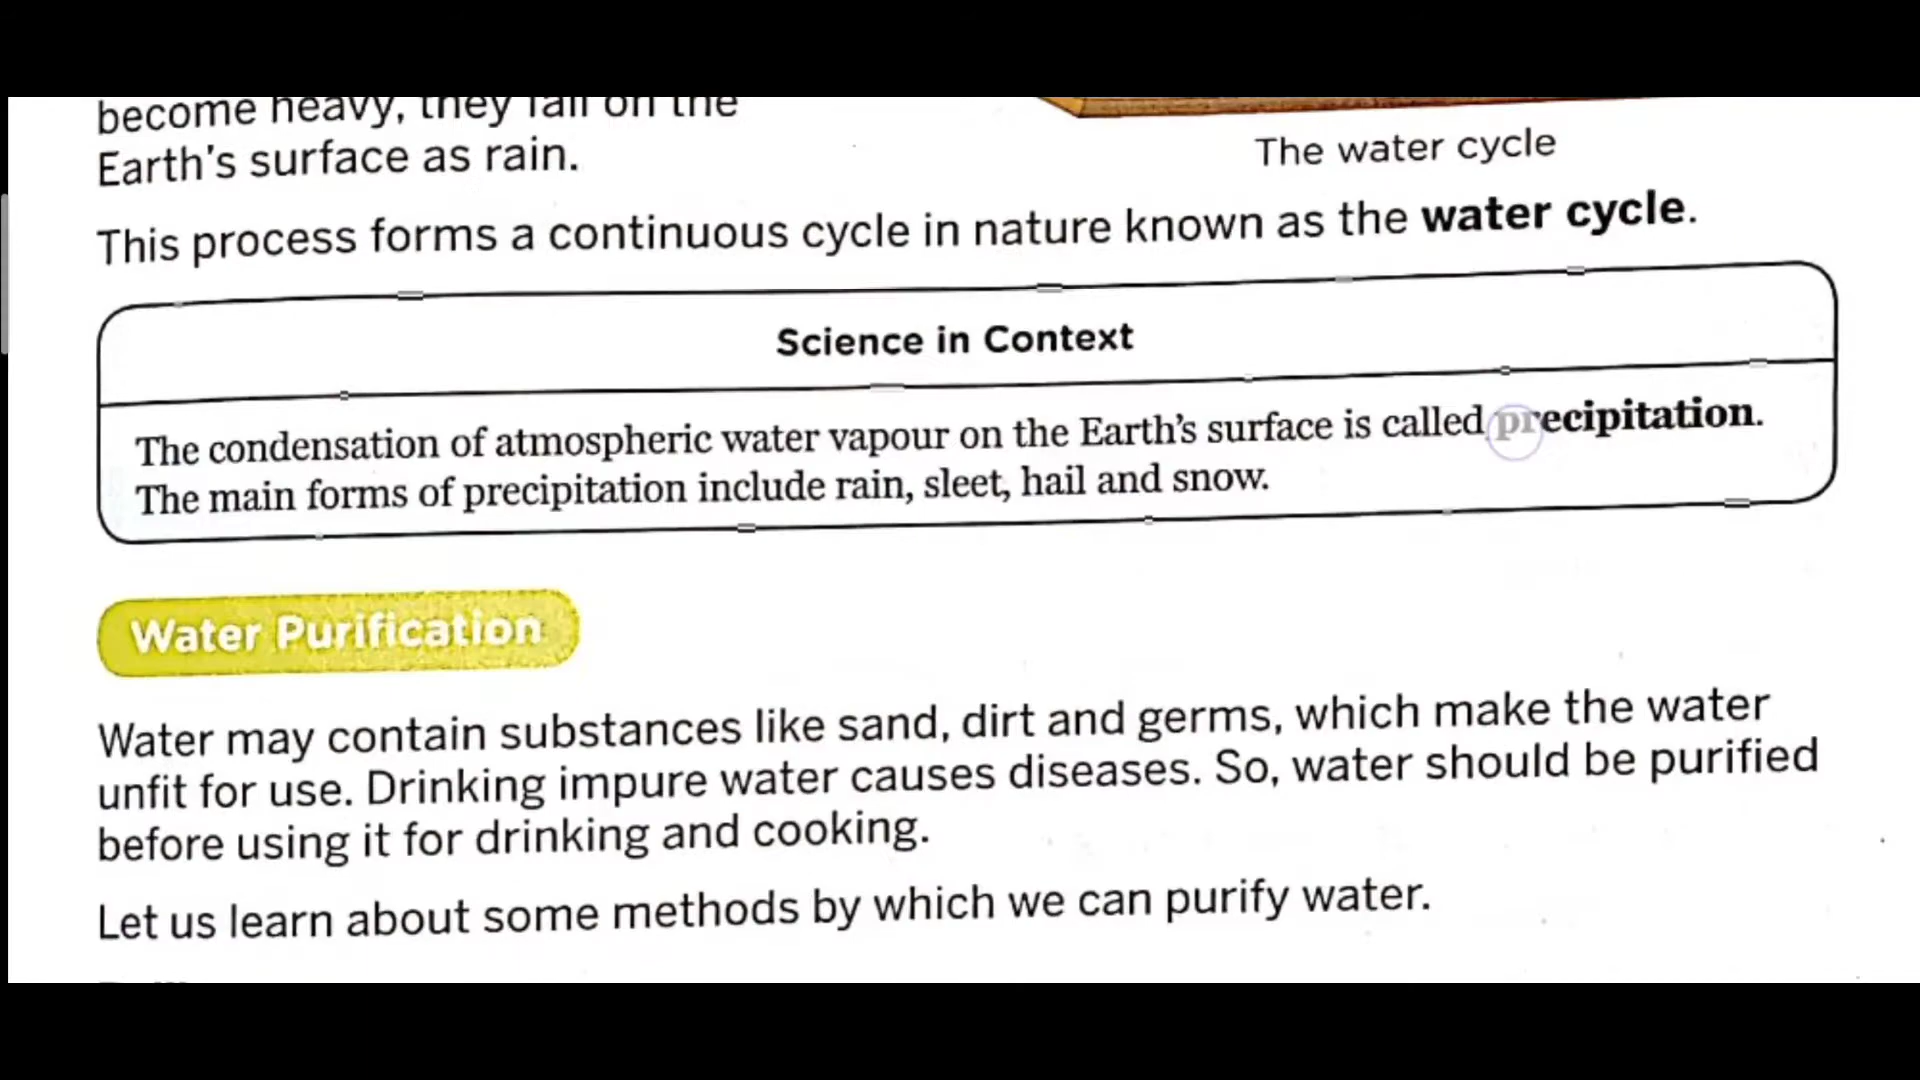 become heavy, they fall on the
Earth's surface as rain.
The water cycle
This process forms a continuous cycle in nature known as the water cycle.
Science in Context
The condensation of atmospheric water vapour on the Earth's surface is called precipitation.
The main forms of precipitation include rain, sleet, hail and snow.
Water Purification
Water may contain substances like sand, dirt and germs, which make the water
unfit for use. Drinking impure water causes diseases. So, water should be purified
before using it for drinking and cooking.
Let us learn about some methods by which we can purify water.